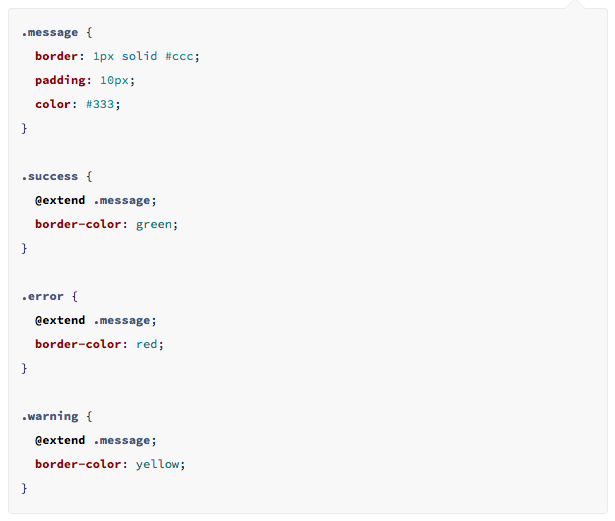 .message {
  border: 1px solid #ccc;
  padding: 10px;
  color: #333;
}

.success {
  @extend .message;
  border-color: green;
}

.error {
  @extend .message;
  border-color: red;
}

.warning {
  @extend .message;
  border-color: yellow;
}